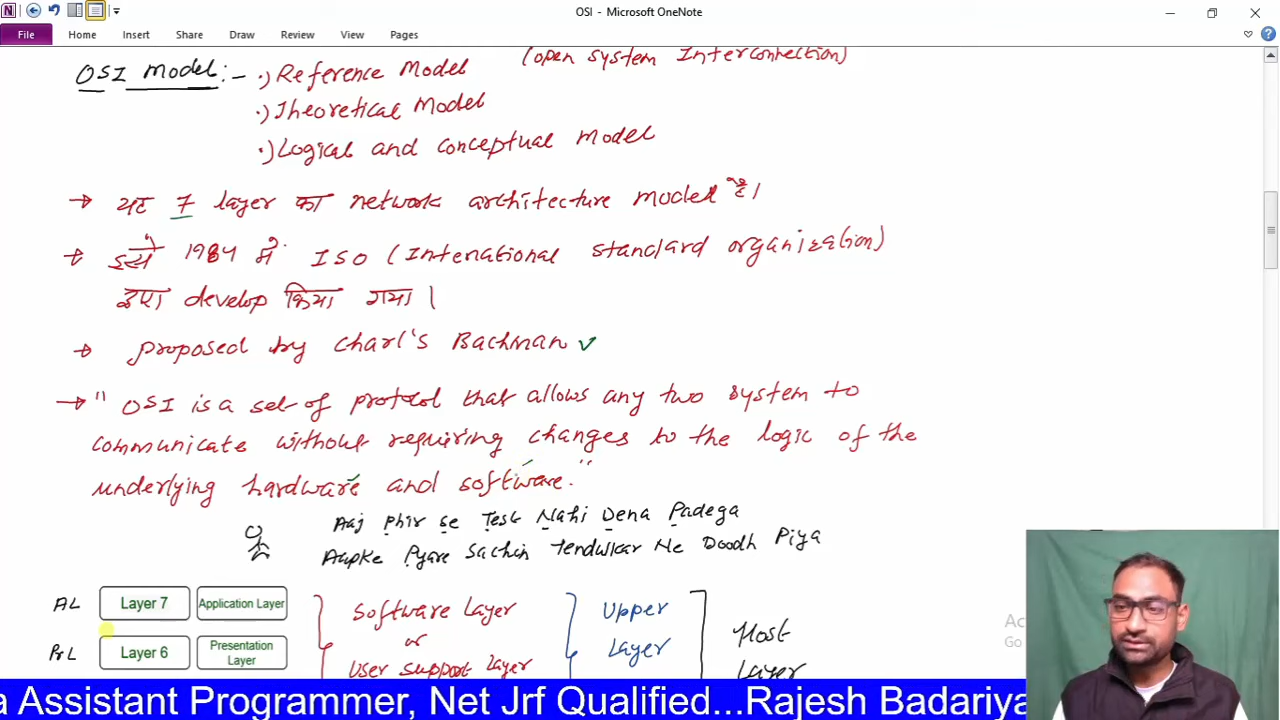 OSI - Microsoft OneNote
File Home Insert Share Draw Review View Pages
(open system Interconnection)
OSI Model :- ·) Reference Model
·) Theoretical Model
·) Logical and conceptual Model
→ यह 7 layer का network architecture model है।
→ इसे 1984 में ISO (Intenational standard organization)
द्वारा develop किया गया।
→ proposed by charl's Bachman ✓
→ " OSI is a set of protocol that allows any two system to
communicate without requiring changes to the logic of the
underlying hardware and software."
Aaj Phir se Test Nahi Dena Padega
Aapke Pyare Sachin Tendulkar Ne Doodh Piya
AL Layer 7 Application Layer Software Layer Upper
or Layer Host
PrL Layer 6 Presentation Layer User support Layer Layer
Ac
Go
a Assistant Programmer, Net Jrf Qualified...Rajesh Badariya